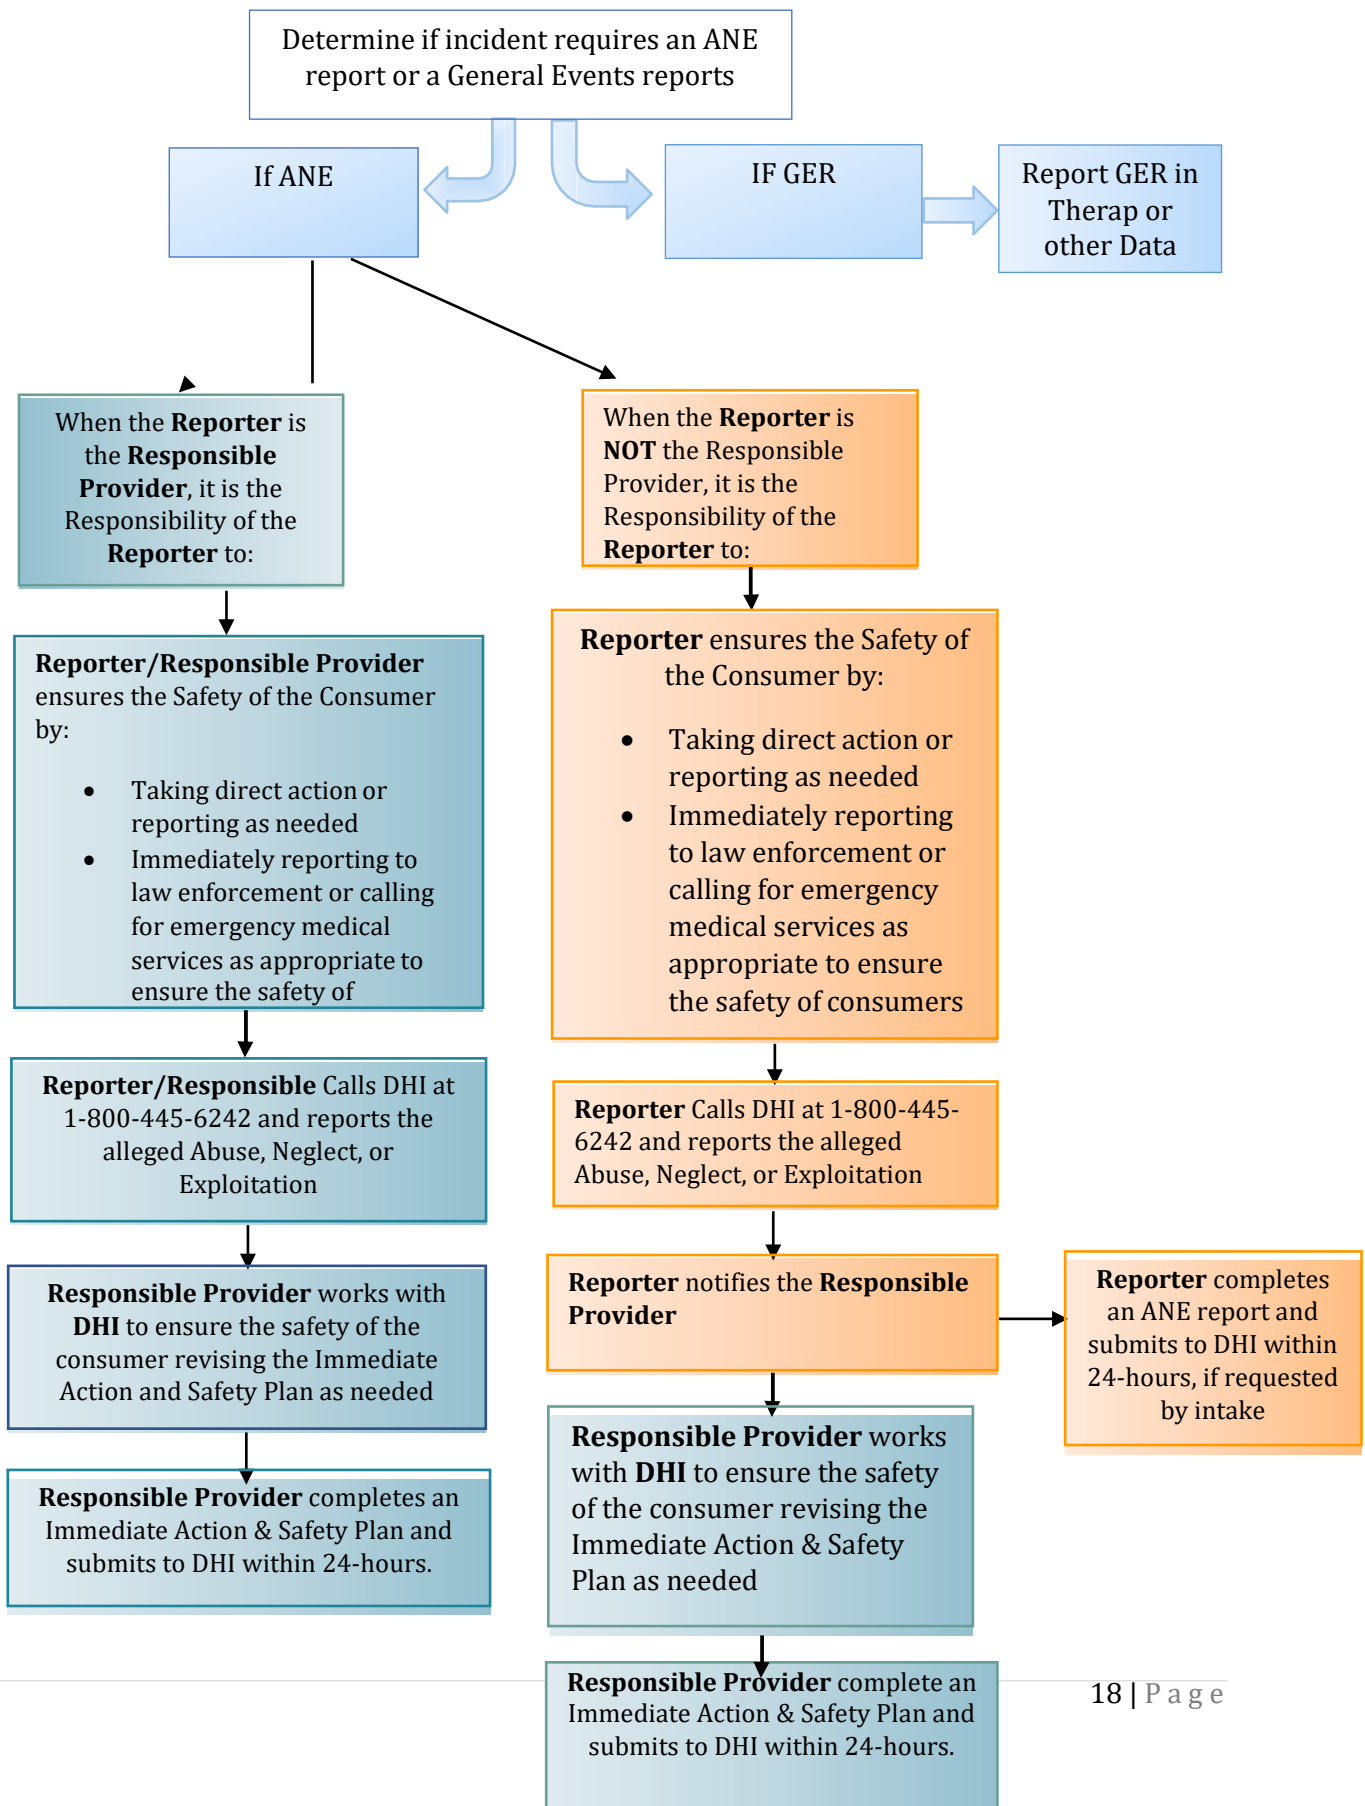 Determine if incident requires an ANE
report or a General Events reports
If ANE
IF GER
Report GER in
Therap or
other Data
When the Reporter is
the Responsible
Provider, it is the
Responsibility of the
Reporter to:
When the Reporter is
NOT the Responsible
Provider, it is the
Responsibility of the
Reporter to:
Reporter/Responsible Provider
ensures the Safety of the Consumer
by:
• Taking direct action or
reporting as needed
• Immediately reporting to
law enforcement or calling
for emergency medical
services as appropriate to
ensure the safety of
Reporter ensures the Safety of
the Consumer by:
• Taking direct action or
reporting as needed
• Immediately reporting
to law enforcement or
calling for emergency
medical services as
appropriate to ensure
the safety of consumers
Reporter/Responsible Calls DHI at
1-800-445-6242 and reports the
alleged Abuse, Neglect, or
Exploitation
Reporter Calls DHI at 1-800-445-
6242 and reports the alleged
Abuse, Neglect, or Exploitation
Responsible Provider works with
DHI to ensure the safety of the
consumer revising the Immediate
Action and Safety Plan as needed
Reporter notifies the Responsible
Provider
Reporter completes
an ANE report and
submits to DHI within
24-hours, if requested
by intake
Responsible Provider completes an
Immediate Action & Safety Plan and
submits to DHI within 24-hours.
Responsible Provider works
with DHI to ensure the safety
of the consumer revising the
Immediate Action & Safety
Plan as needed
Responsible Provider complete an
Immediate Action & Safety Plan and
submits to DHI within 24-hours.
18 | P a g e